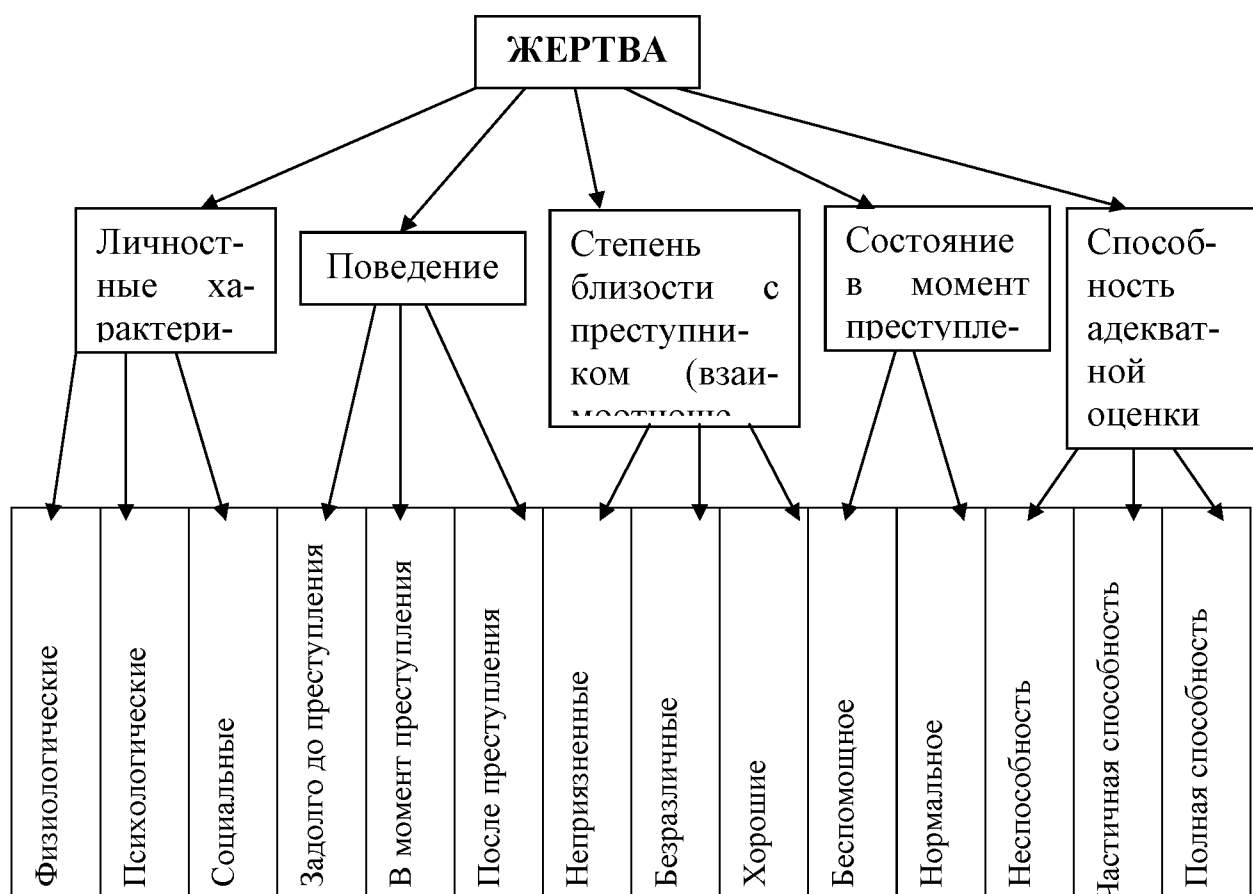 ЖЕРТВА
Личност-
ные ха-
рактери-
Поведение
Степень
близости с
преступни-
ком (взаи-
Состояние
в момент
преступле-
Способ-
ность
адекват-
ной
оценки
Физиологические
Психологические
Социальные
Задолго до преступления
В момент преступления
После преступления
Неприязненные
Безразличные
Хорошие
Беспомощное
Нормальное
Неспособность
Частичная способность
Полная способность